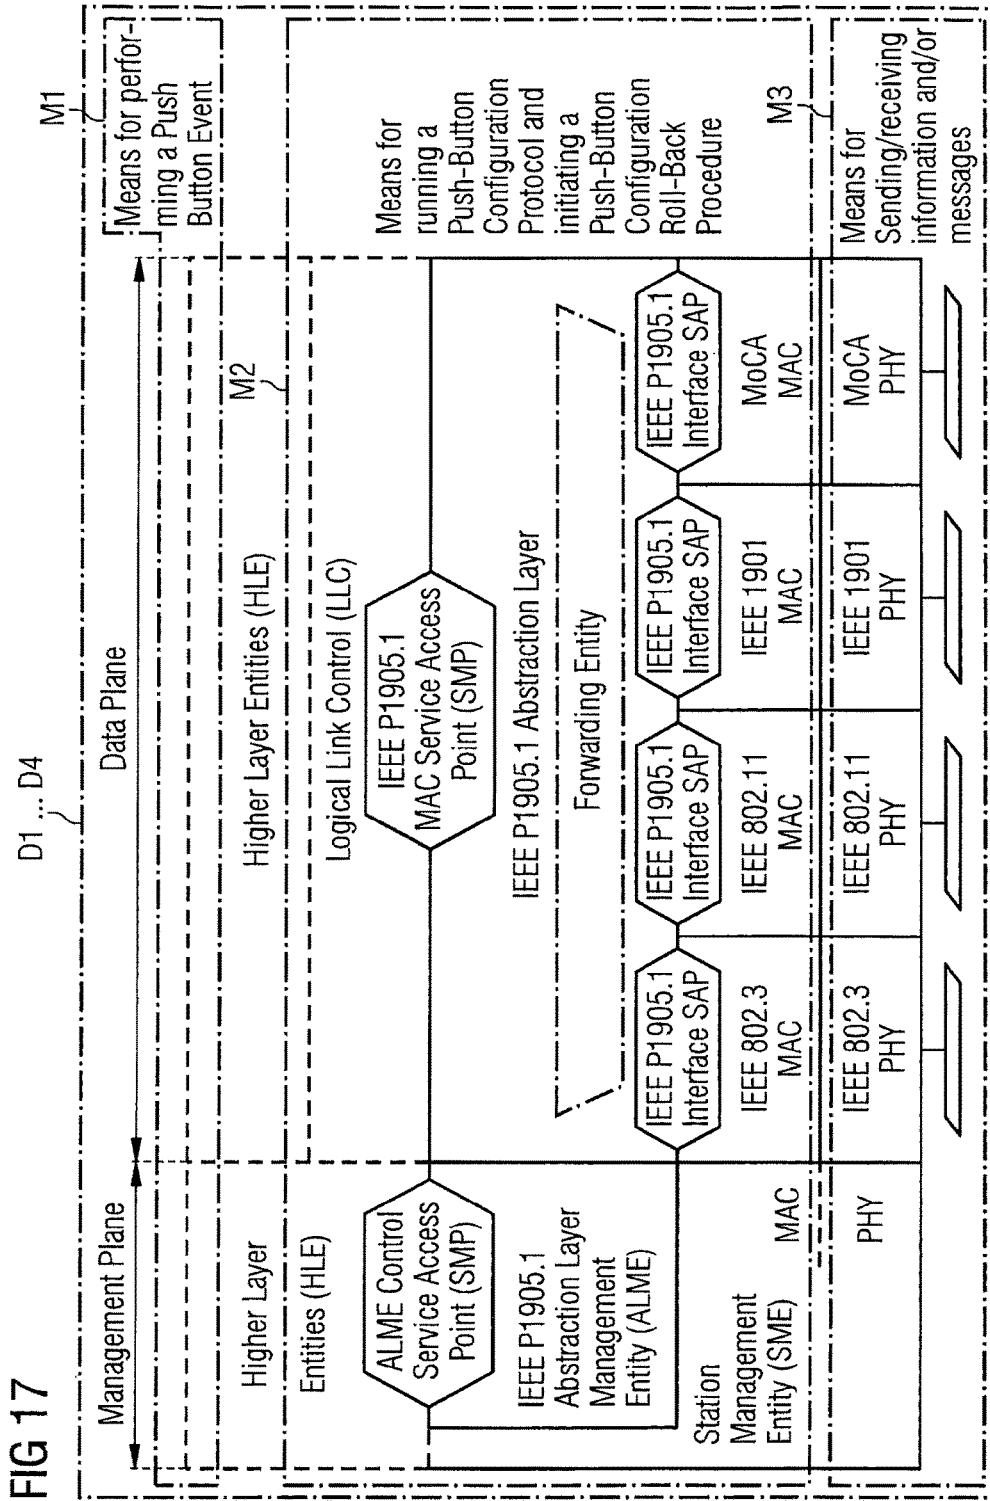 FIG 17
D1 ... D4
Management Plane
Data Plane
M1
Means for perfor-
ming a Push
Button Event
Higher Layer
Entities (HLE)
Higher Layer Entities (HLE)
M2
Logical Link Control (LLC)
ALME Control
Service Access
Point (SMP)
IEEE P1905.1
MAC Service Access
Point (SMP)
Means for
running a
Push-Button
Configuration
Protocol and
initiating a
Push-Button
Configuration
Roll-Back
Procedure
IEEE P1905.1
Abstraction Layer
Management
Entity (ALME)
IEEE P1905.1 Abstraction Layer
Forwarding Entity
IEEE P1905.1
Interface SAP
IEEE P1905.1
Interface SAP
IEEE P1905.1
Interface SAP
IEEE P1905.1
Interface SAP
Station
Management
Entity (SME)
MAC
IEEE 802.3
MAC
IEEE 802.11
MAC
IEEE 1901
MAC
MoCA
MAC
M3
PHY
IEEE 802.3
PHY
IEEE 802.11
PHY
IEEE 1901
PHY
MoCA
PHY
Means for
Sending/receiving
information and/or
messages